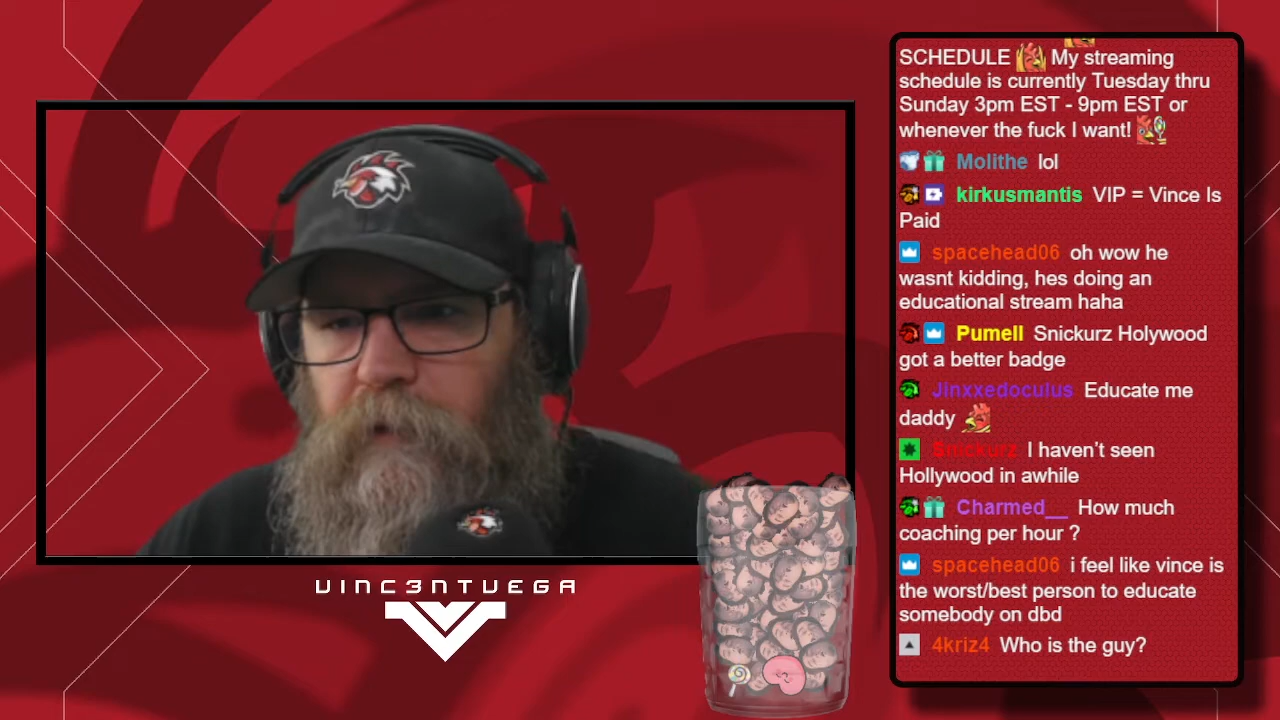 SCHEDULE My streaming
schedule is currently Tuesday thru
Sunday 3pm EST - 9pm EST or
whenever the fuck I want!
Molithe lol
kirkusmantis VIP = Vince Is
Paid
spacehead06 oh wow he
wasnt kidding, hes doing an
educational stream haha
Pumell Snickurz Holywood
got a better badge
Jinxxedoculus Educate me
daddy
Snickurz I haven't seen
Hollywood in awhile
Charmed__ How much
coaching per hour ?
spacehead06 i feel like vince is
the worst/best person to educate
somebody on dbd
4kriz4 Who is the guy?
VINC3NTVEGA